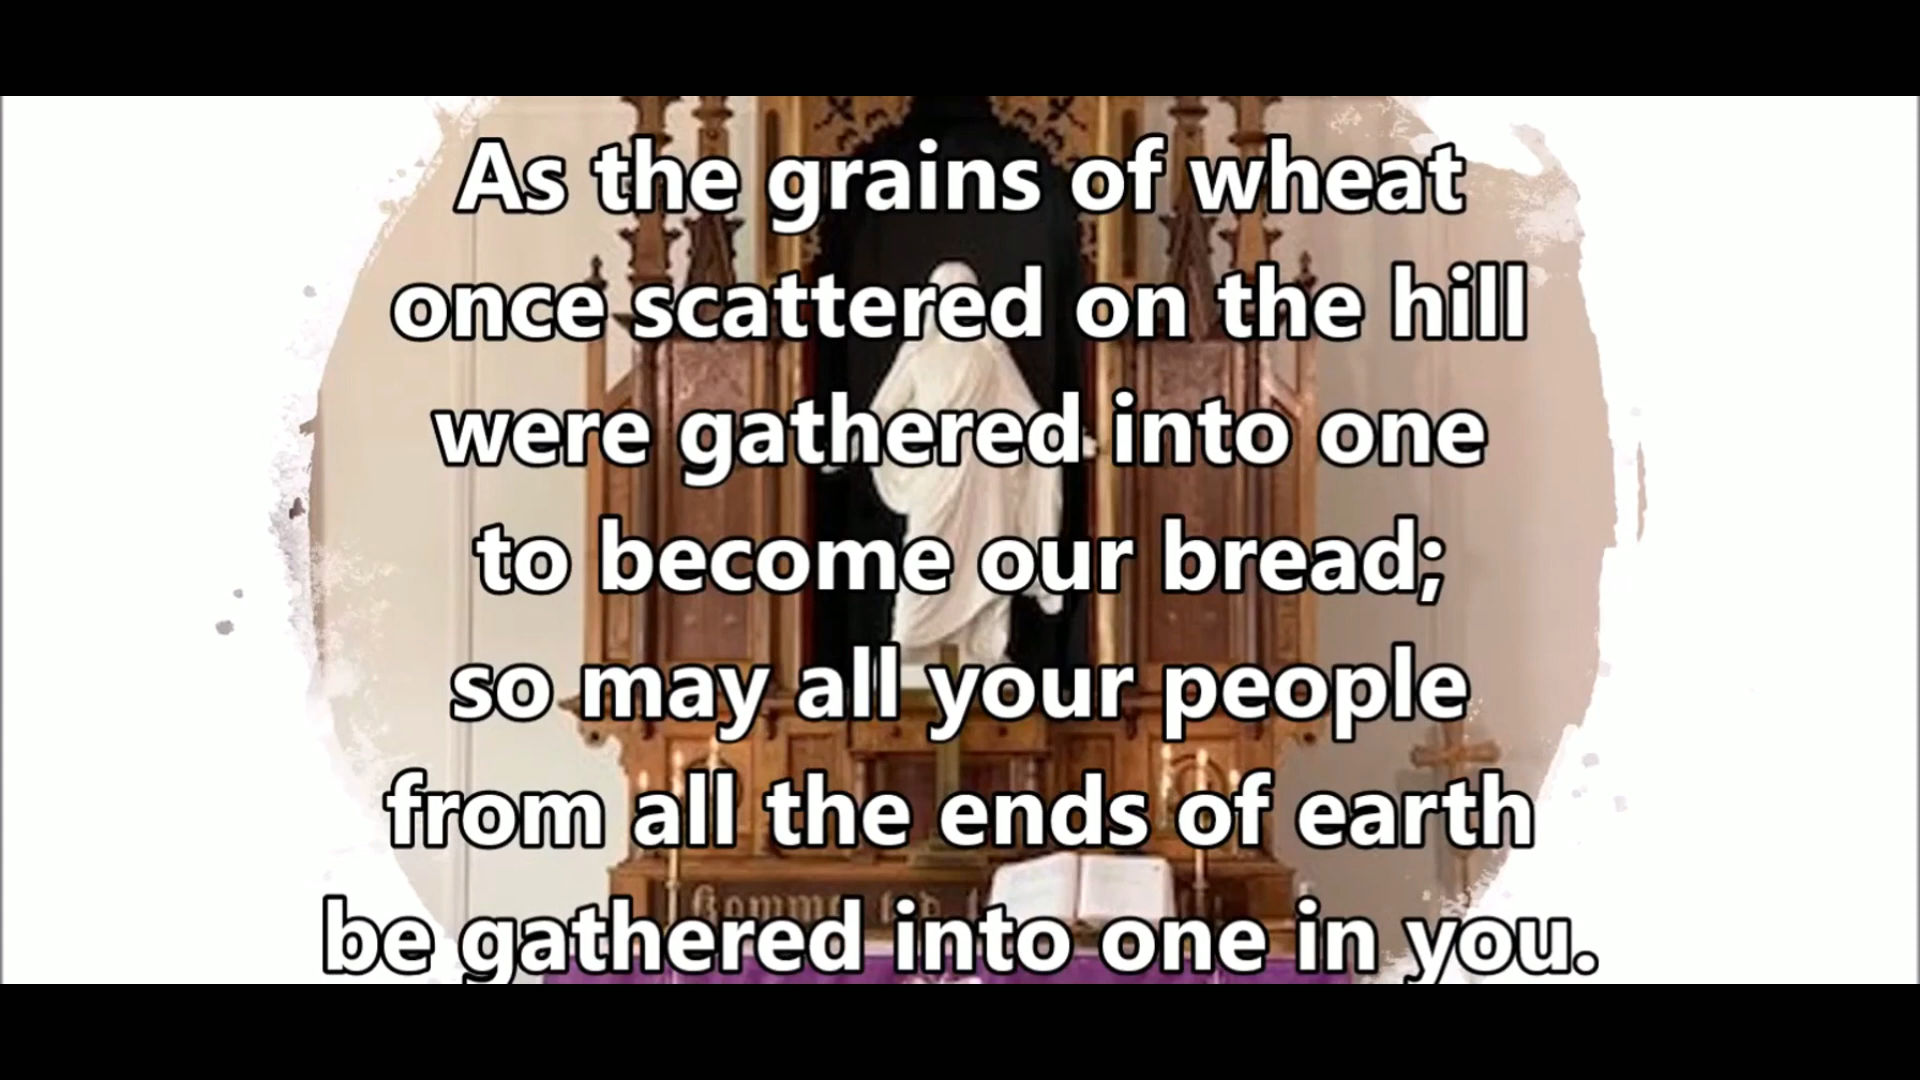 As the grains of wheat
once scattered on the hill
were gathered into one
to become our bread;
so may all your people
from all the ends of earth
be gathered into one in you.